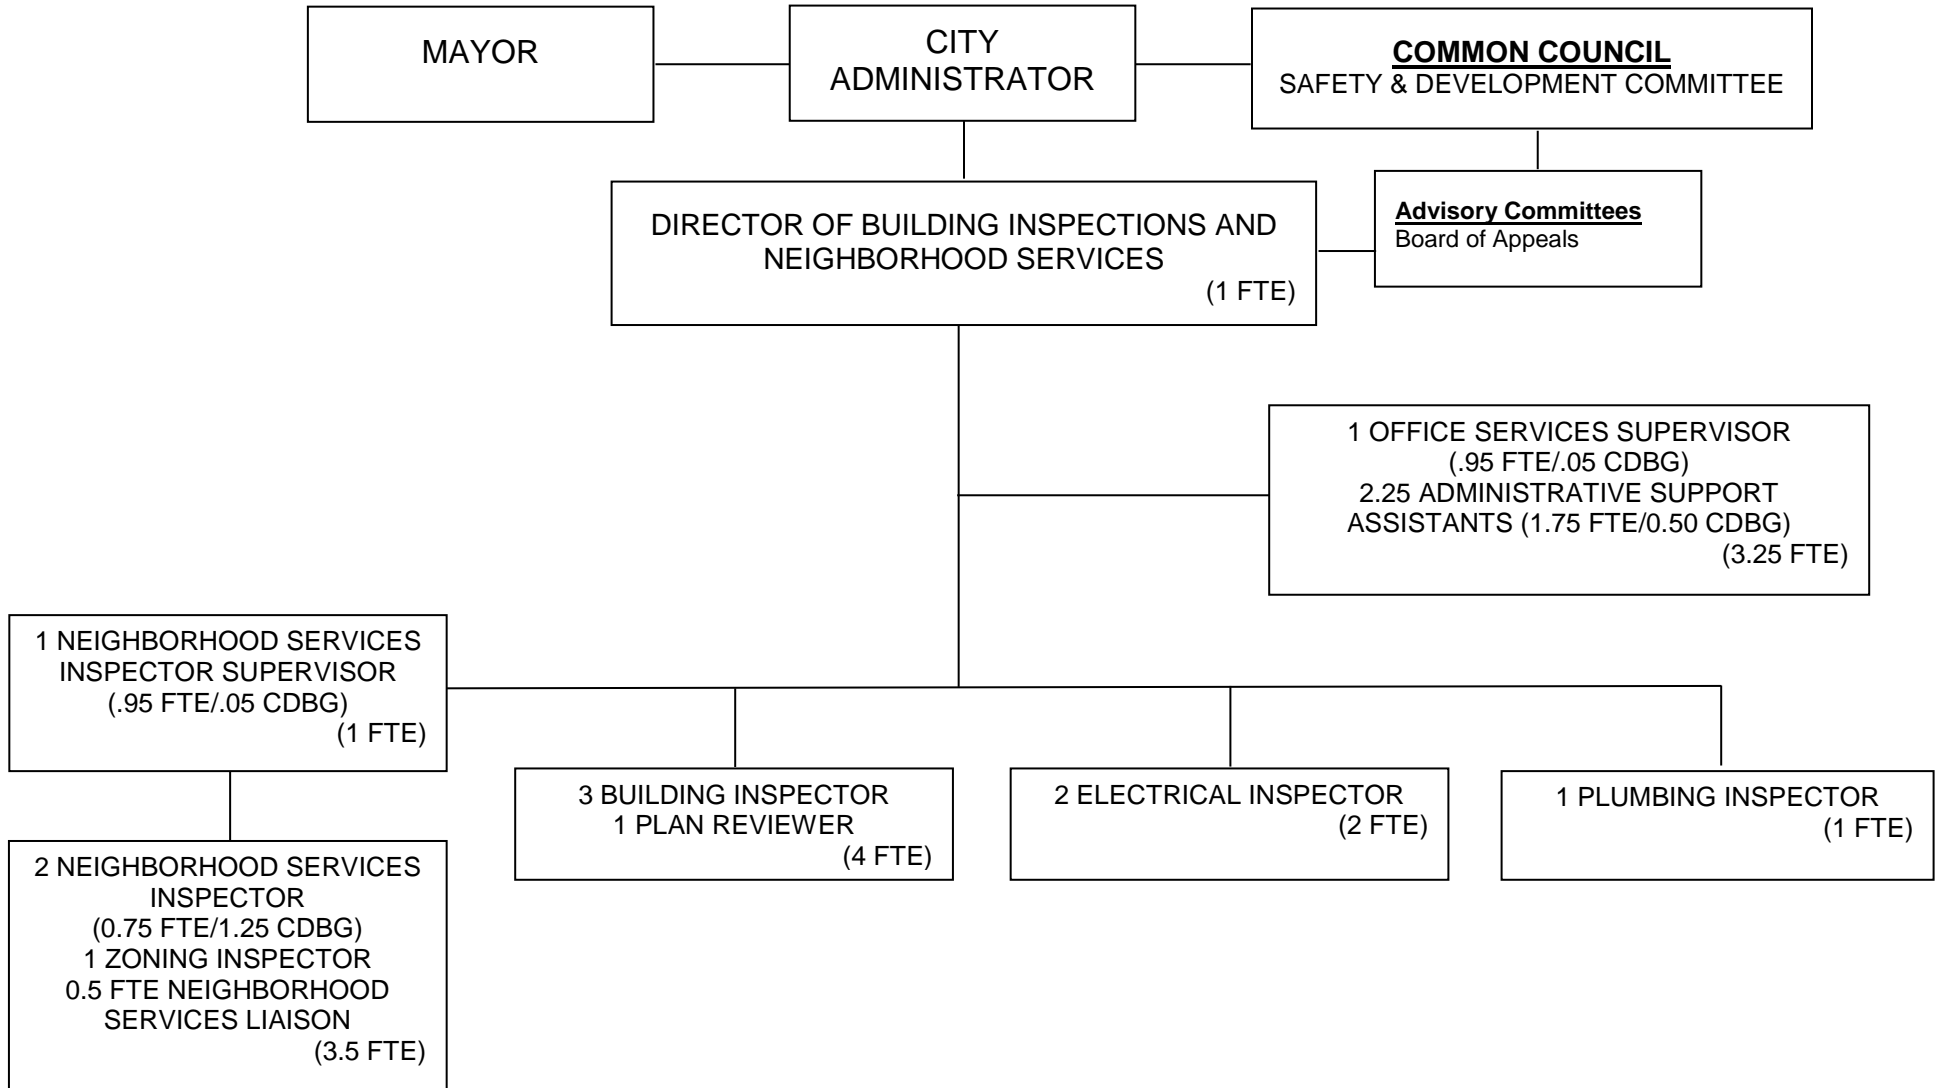 MAYOR
CITY
ADMINISTRATOR
COMMON COUNCIL
SAFETY & DEVELOPMENT COMMITTEE
DIRECTOR OF BUILDING INSPECTIONS AND
NEIGHBORHOOD SERVICES
(1 FTE)
Advisory Committees
Board of Appeals
1 OFFICE SERVICES SUPERVISOR
(.95 FTE/.05 CDBG)
2.25 ADMINISTRATIVE SUPPORT
ASSISTANTS (1.75 FTE/0.50 CDBG)
(3.25 FTE)
1 NEIGHBORHOOD SERVICES
INSPECTOR SUPERVISOR
(.95 FTE/.05 CDBG)
(1 FTE)
3 BUILDING INSPECTOR
1 PLAN REVIEWER
(4 FTE)
2 ELECTRICAL INSPECTOR
(2 FTE)
1 PLUMBING INSPECTOR
(1 FTE)
2 NEIGHBORHOOD SERVICES
INSPECTOR
(0.75 FTE/1.25 CDBG)
1 ZONING INSPECTOR
0.5 FTE NEIGHBORHOOD
SERVICES LIAISON
(3.5 FTE)